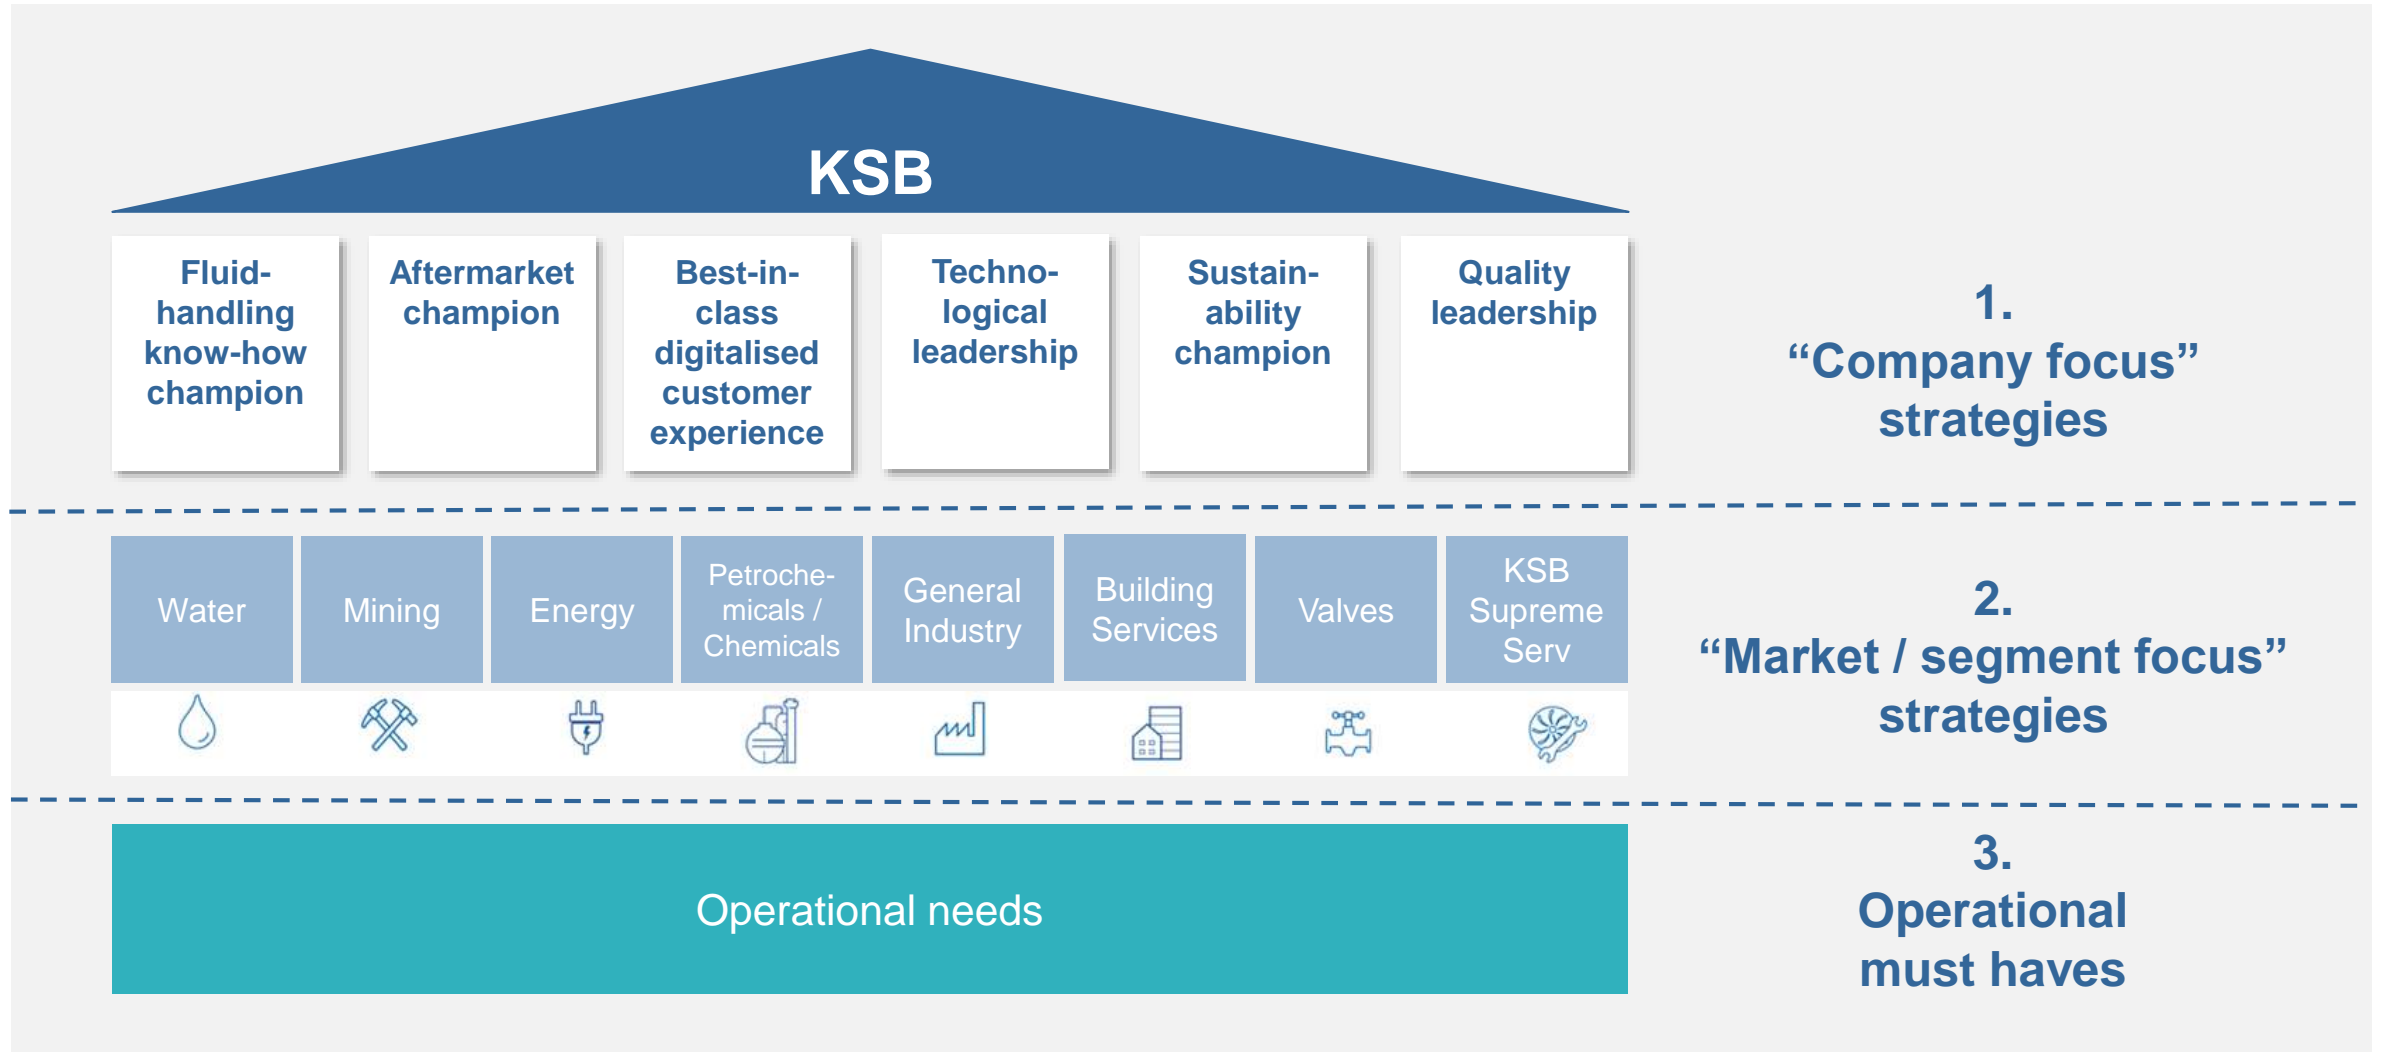 KSB
Fluid-
handling
know-how
champion
Aftermarket
champion
Best-in-
class
digitalised
customer
experience
Techno-
logical
leadership
Sustain-
ability
champion
Quality
leadership
1.
“Company focus”
strategies
Water
Mining
Energy
Petroche-
micals /
Chemicals
General
Industry
Building
Services
Valves
KSB
Supreme
Serv
2.
“Market / segment focus”
strategies
Operational needs
3.
Operational
must haves